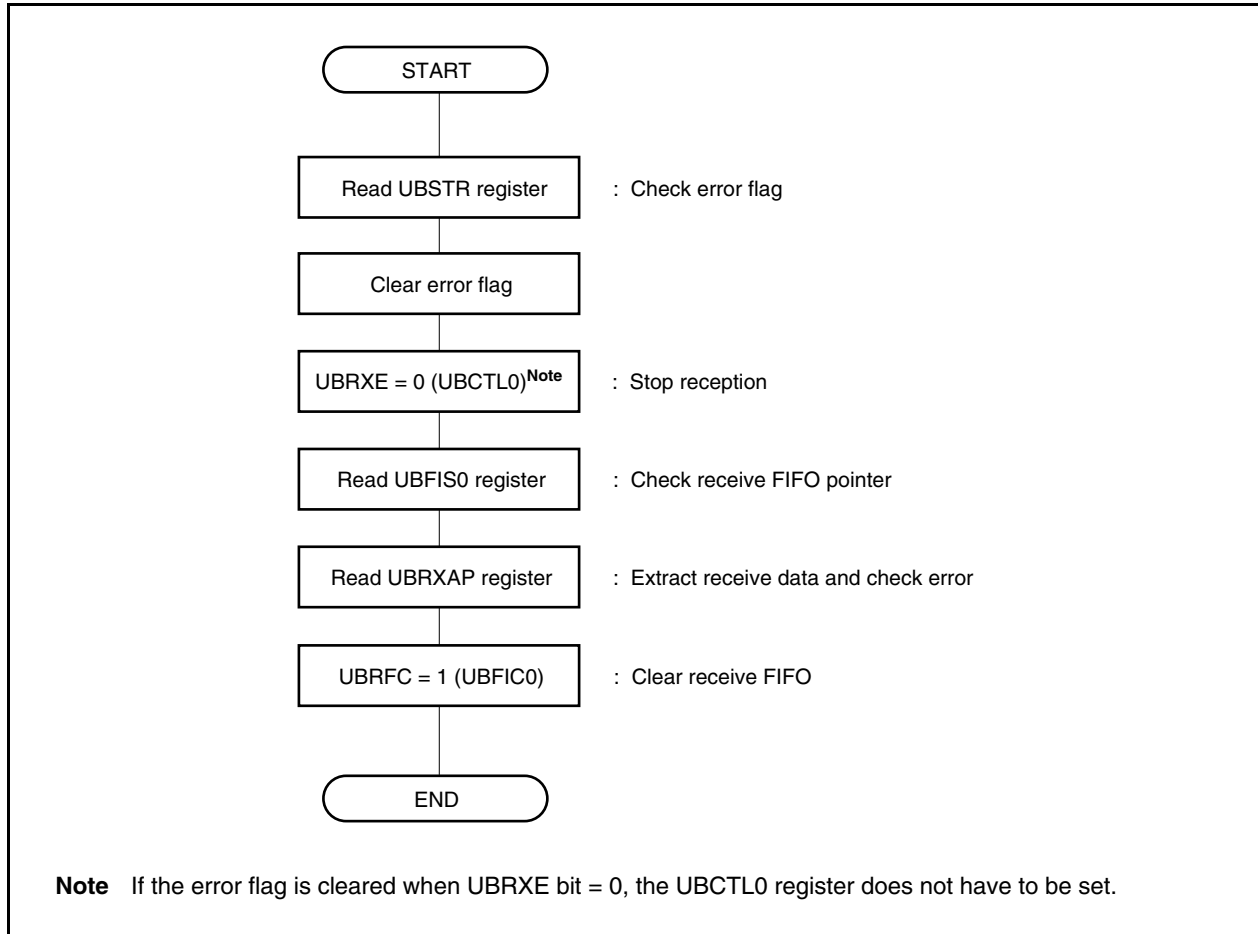 START
Read UBSTR register : Check error flag
Clear error flag
UBRXE = 0 (UBCTL0)Note : Stop reception
Read UBFIS0 register : Check receive FIFO pointer
Read UBRXAP register : Extract receive data and check error
UBRFC = 1 (UBFIC0) : Clear receive FIFO
END
Note If the error flag is cleared when UBRXE bit = 0, the UBCTL0 register does not have to be set.